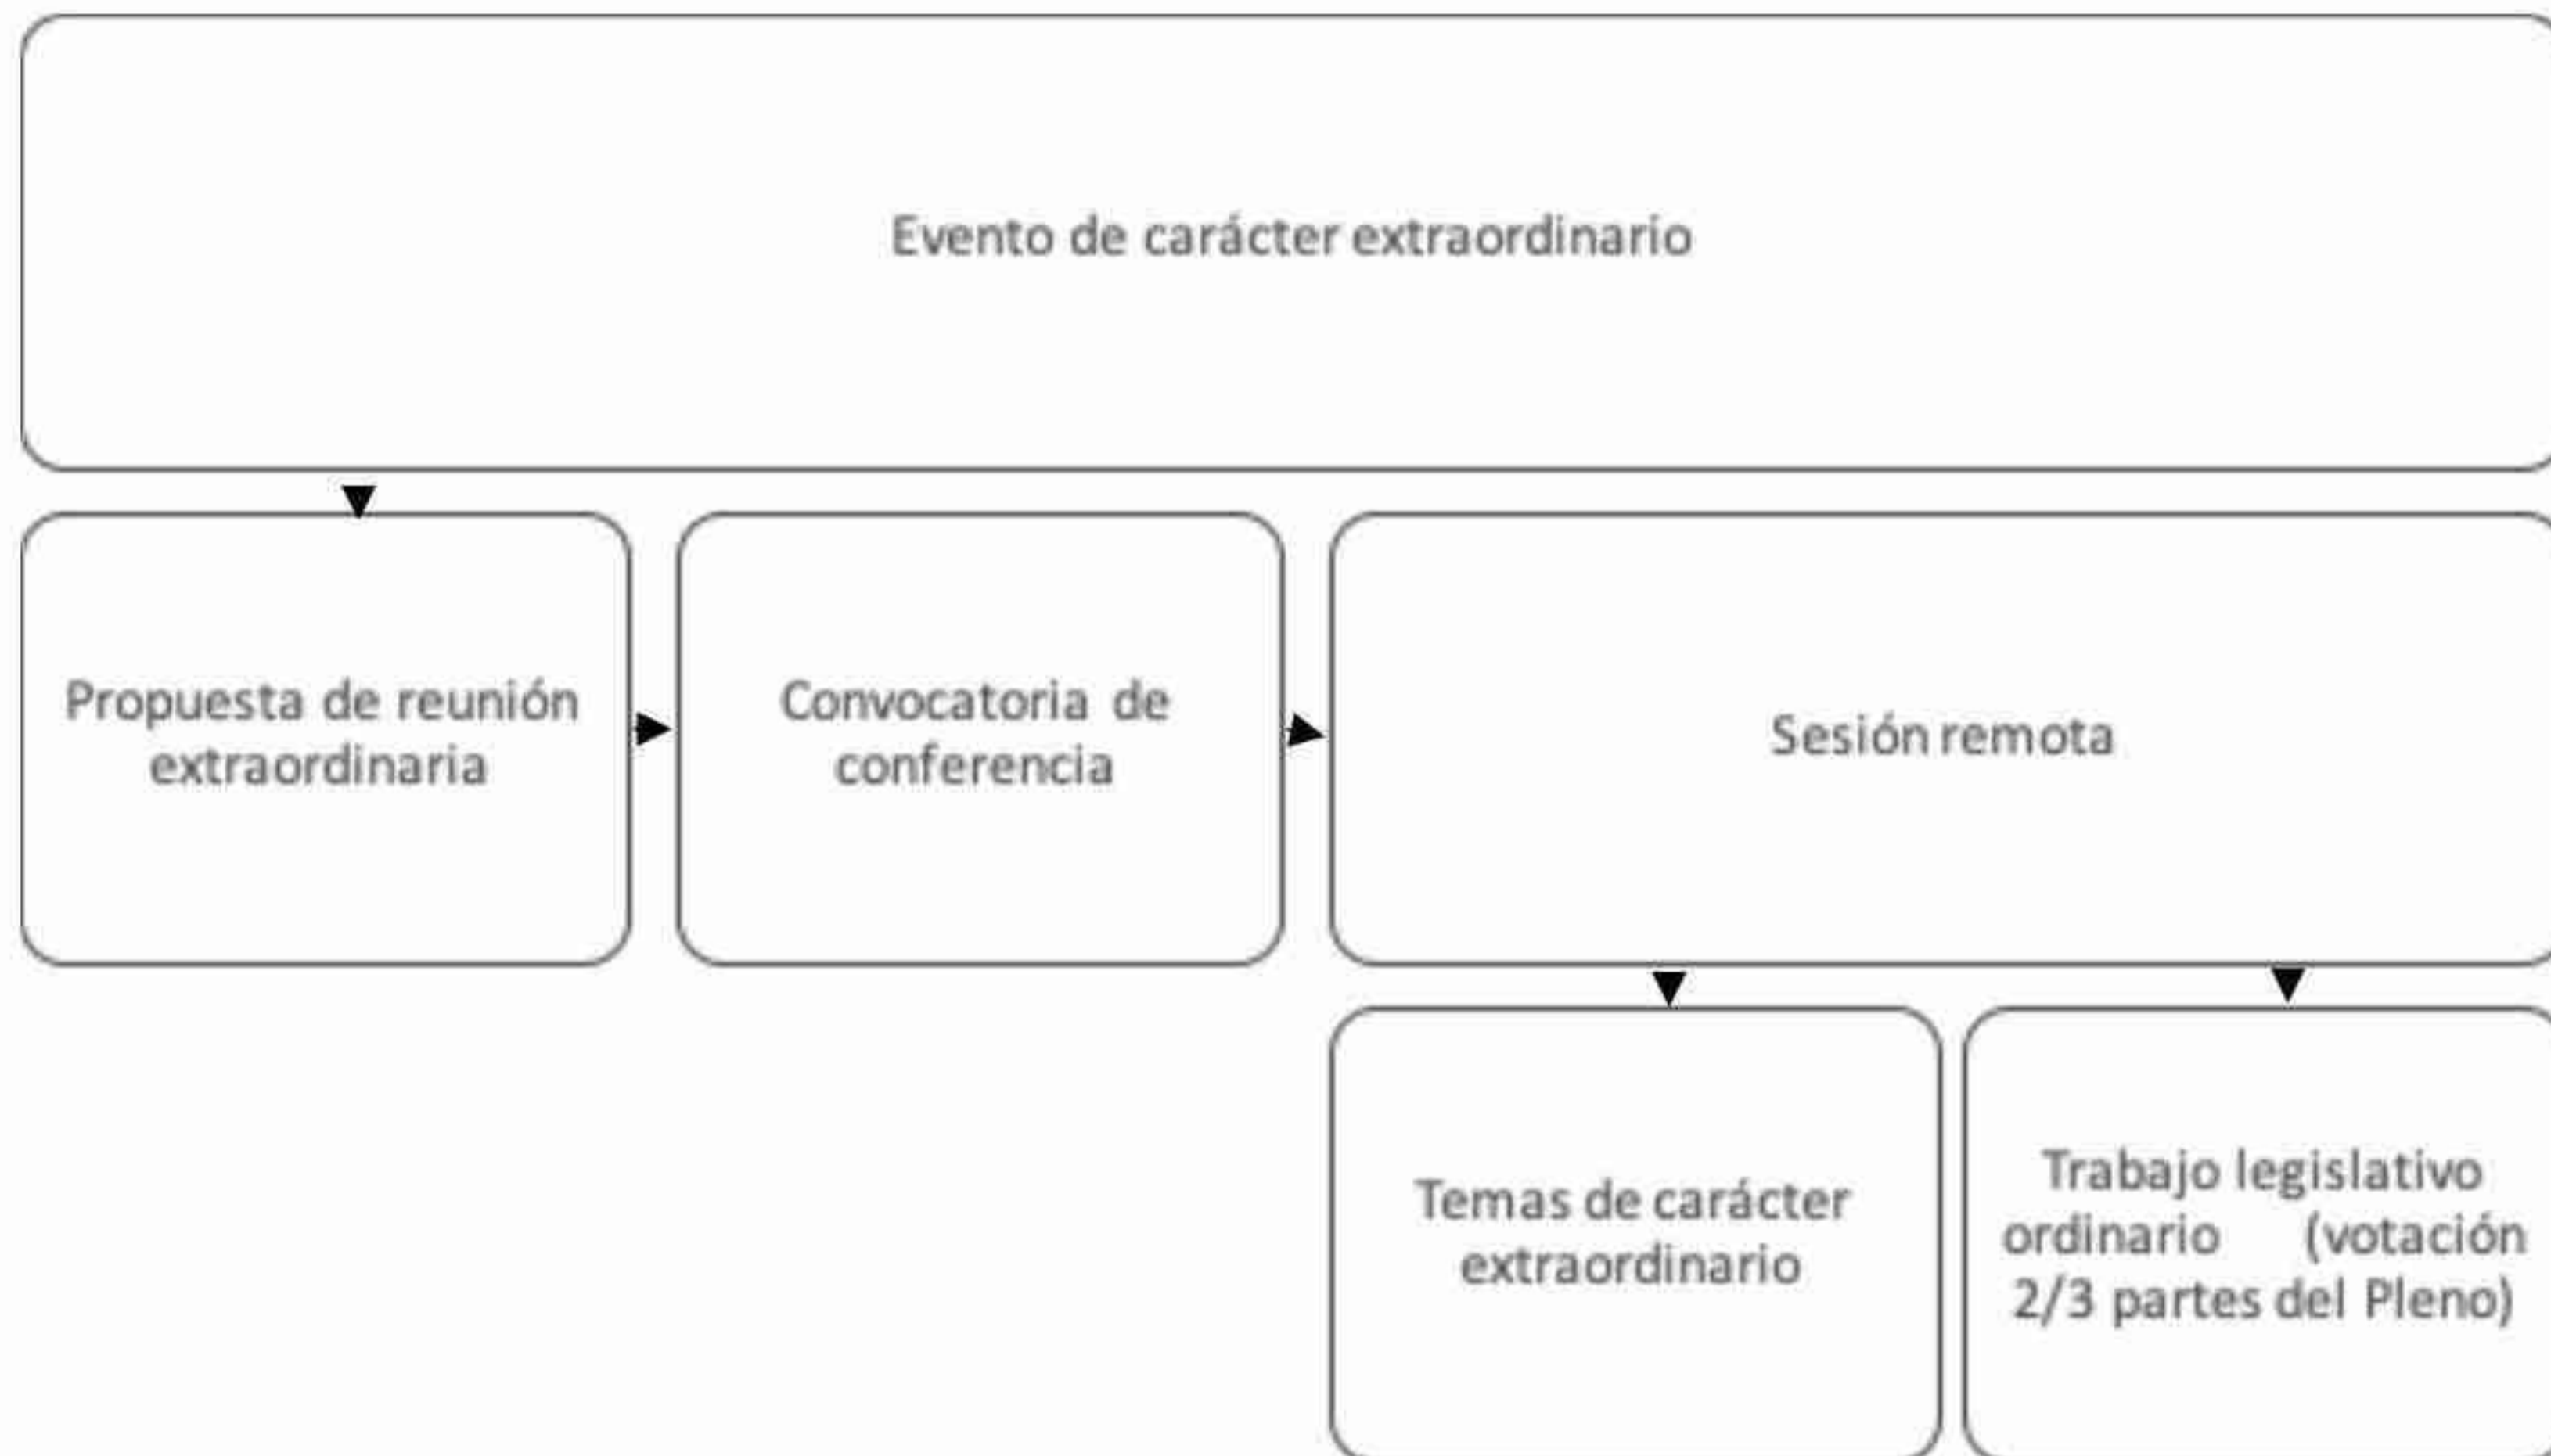 Evento de carácter extraordinario
Propuesta de reunión
extraordinaria
Convocatoria de
conferencia
Sesión remota
Temas de carácter
extraordinario
Trabajo legislativo
ordinario (votación
2/3 partes del Pleno)